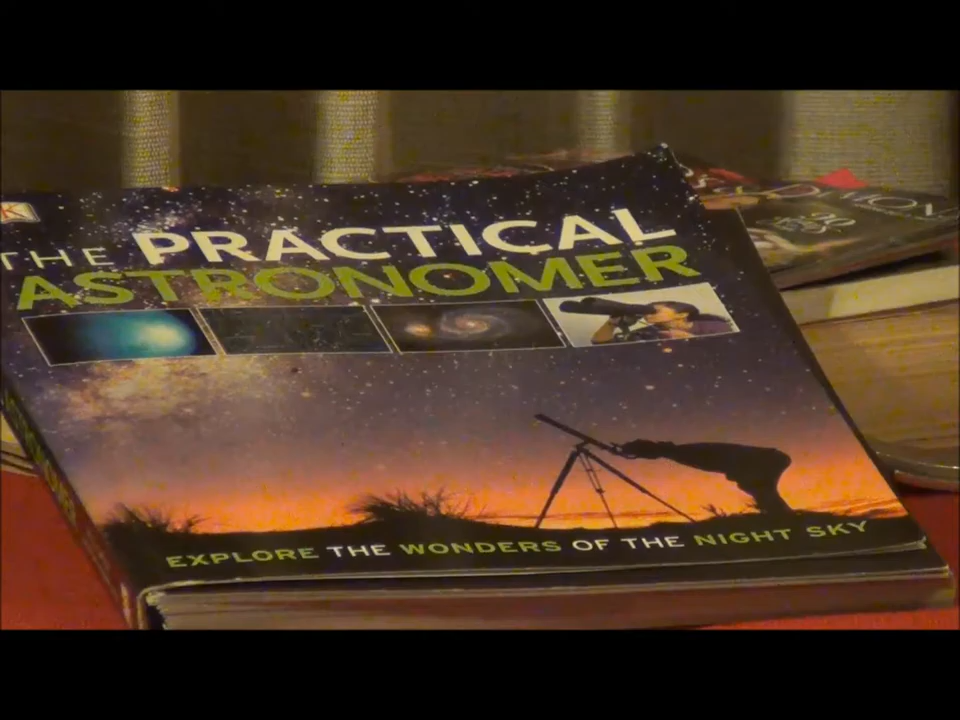 THE PRACTICAL
ASTRONOMER
EXPLORE THE WONDERS OF THE NIGHT SKY